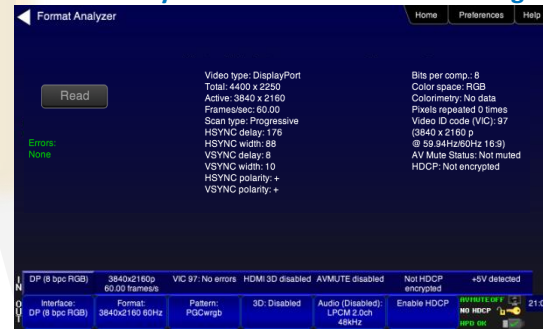 Format Analyzer
Home
Preferences
Help
Read
Errors:
None
Video type: DisplayPort
Total: 4400 x 2250
Active: 3840 x 2160
Frames/sec: 60.00
Scan type: Progressive
HSYNC delay: 176
HSYNC width: 88
VSYNC delay: 8
VSYNC width: 10
HSYNC polarity: +
VSYNC polarity: +
Bits per comp.: 8
Color space: RGB
Colorimetry: No data
Pixels repeated 0 times
Video ID code (VIC): 97
(3840 x 2160 p
@ 59.94Hz/60Hz 16:9)
AV Mute Status: Not muted
HDCP: Not encrypted
IN
DP (8 bpc RGB)
3840x2160p
60.00 frames/s
VIC 97: No errors
HDMI 3D disabled
AVMUTE disabled
Not HDCP
encrypted
+5V detected
OUT
Interface:
DP (8 bpc RGB)
Format:
3840x2160 60Hz
Pattern:
PGCwrgb
3D: Disabled
Audio (Disabled):
LPCM 2.0ch
48kHz
Enable HDCP
AVMUTE OFF
NO HDCP
HPD OK